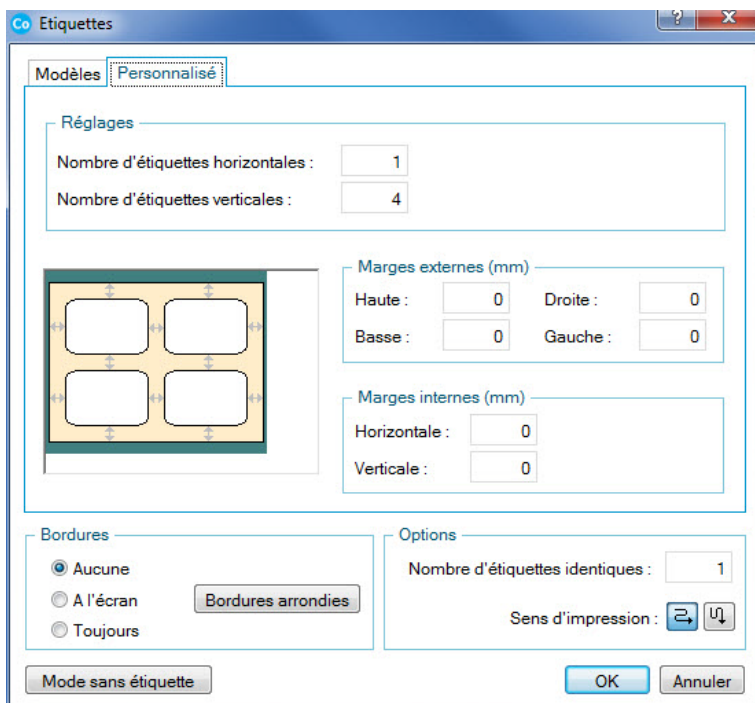 Co Etiquettes
? X
Modèles Personnalisé
Réglages
Nombre d'étiquettes horizontales : 1
Nombre d'étiquettes verticales : 4
Marges externes (mm)
Haute : 0 Droite : 0
Basse : 0 Gauche : 0
Marges internes (mm)
Horizontale : 0
Verticale : 0
Bordures
Aucune
A l'écran
Toujours
Bordures arrondies
Options
Nombre d'étiquettes identiques : 1
Sens d'impression :
Mode sans étiquette
OK Annuler